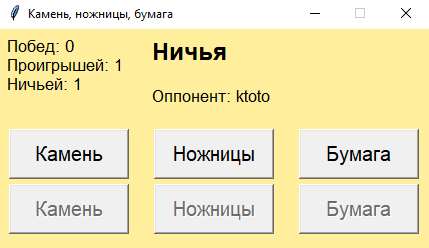 Камень, ножницы, бумага
Побед: 0
Проигрышей: 1
Ничьей: 1
Ничья
Оппонент: ktoto
Камень Ножницы Бумага
Камень Ножницы Бумага